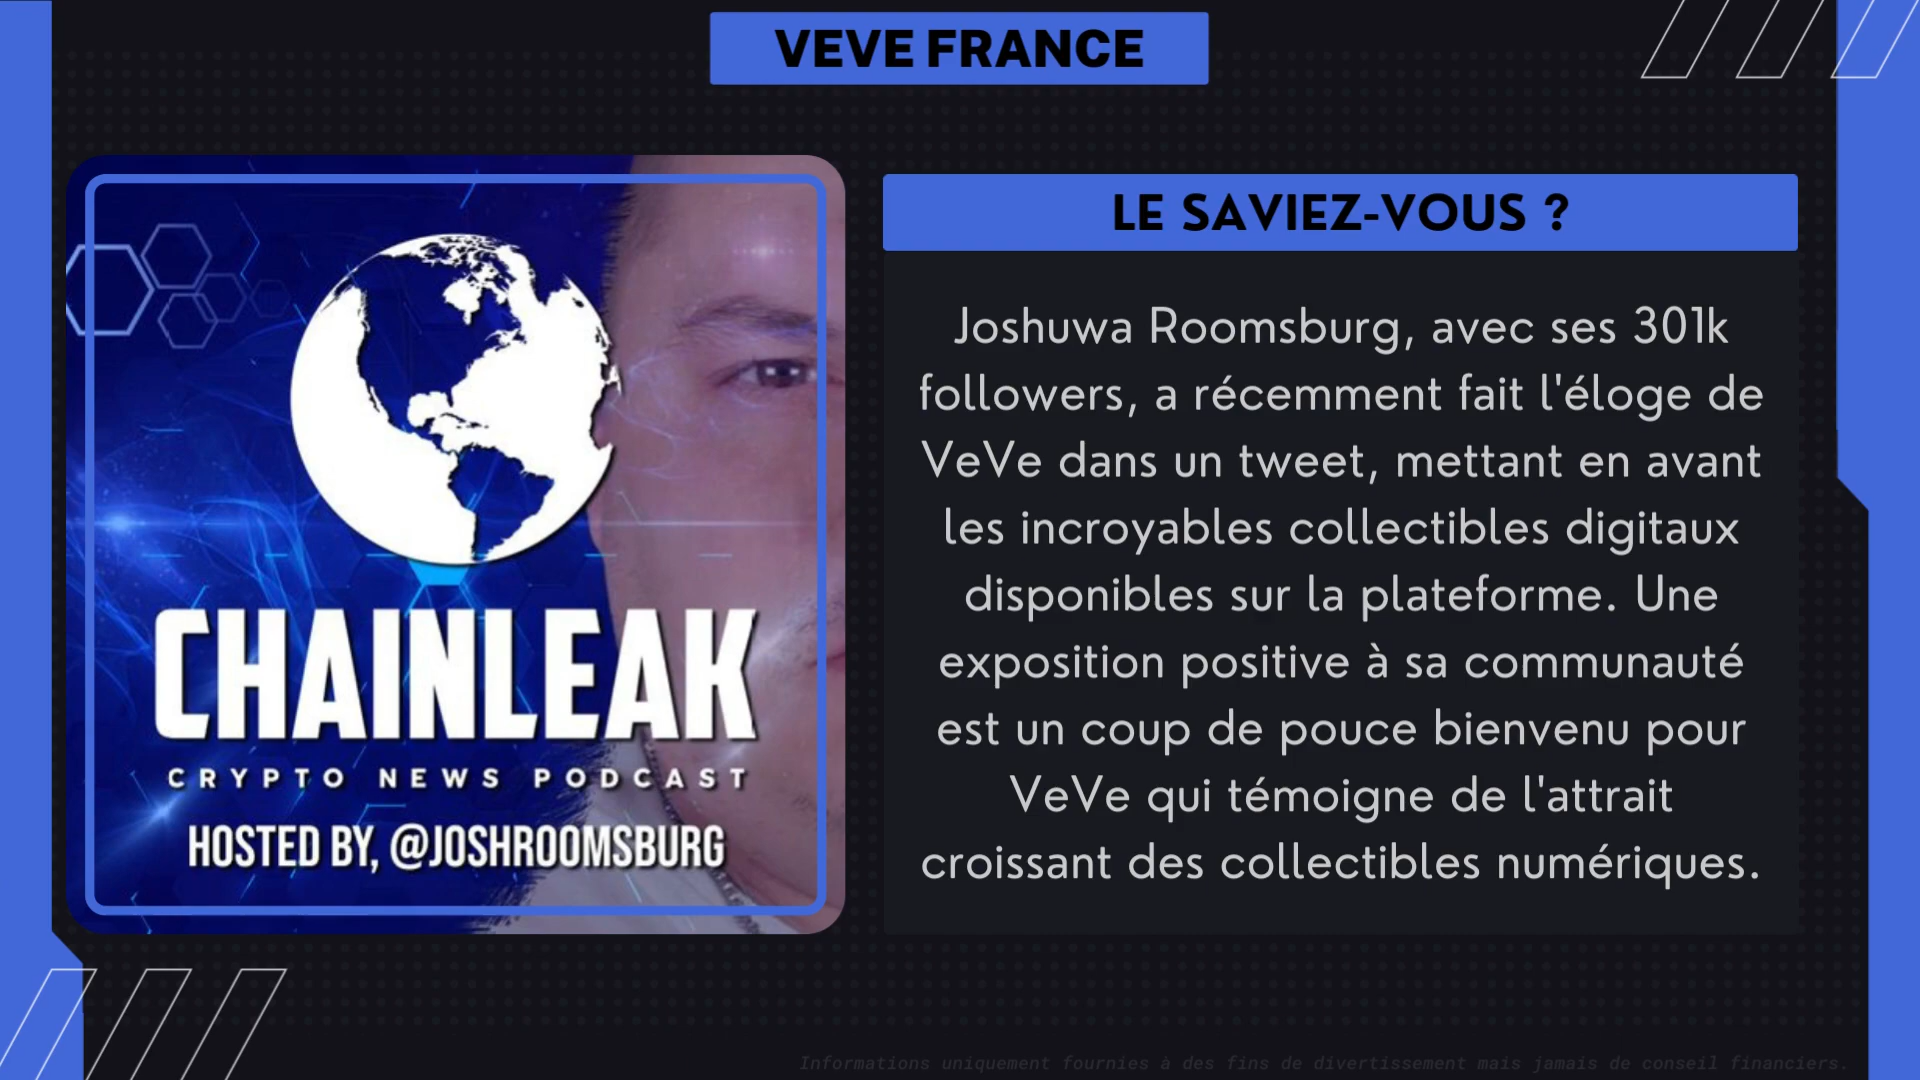 VEVE FRANCE
CHAINLEAK
CRYPTO NEWS PODCAST
HOSTED BY, @JOSHROOMSBURG
LE SAVIEZ-VOUS ?
Joshuwa Roomsburg, avec ses 301k
followers, a récemment fait l'éloge de
VeVe dans un tweet, mettant en avant
les incroyables collectibles digitaux
disponibles sur la plateforme. Une
exposition positive à sa communauté
est un coup de pouce bienvenu pour
VeVe qui témoigne de l'attrait
croissant des collectibles numériques.
Informations uniquement fournies à des fins de divertissement mais jamais de conseil financiers.